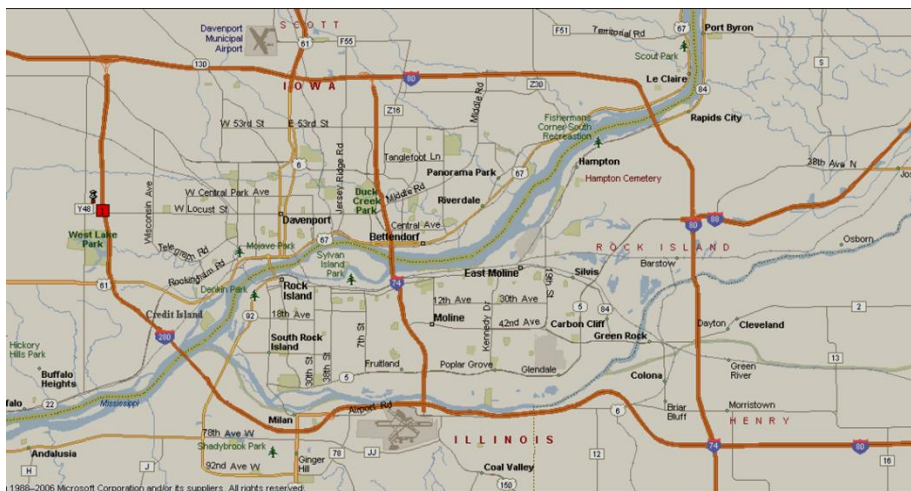 SCOTT
Davenport
Municipal
Airport
61
F55
F51
Territorial Rd
67
Port Byron
Scout Park
S
130
IOWA
80
Le Claire
84
Z30
Middle Rd
Z16
Rapids City
W 53rd St
E 53rd St
Fishermans
Corner South
Recreation
6
Jersey Ridge Rd
Tanglefoot Ln
Panorama Park
67
Hampton
38th Ave N
Hampton Cemetery
Wisconsin Ave
W Central Park Ave
Duck
Creek
Park
Middle Rd
Riverdale
Y48
W Locust St
Davenport
Central Ave
80
88
West Lake
Park
Telegraph Rd
Mojave Park
67
Bettendorf
ROCK ISLAND
Osborn
Sylvan
Island
Park
Barstow
Rockingham Rd
East Moline
Silvis
61
Denkin Park
Rock
Island
74
19th St
Credit Island
92
18th Ave
7th St
12th Ave
30th Ave
5
84
2
Moline
Kennedy Dr
42nd Ave
Carbon Cliff
Dayton
Cleveland
280
South Rock
Island
Green Rock
Hickory
Hills Park
30th St
38th St
Fruitland
Poplar Grove
Glendale
13
Buffalo
Heights
5
Colona
Green
River
22
Mississippi
Milan
Airport Rd
6
Briar
Bluff
Morristown
HENRY
78th Ave W
ILLINOIS
74
80
Andalusia
Shadybrook Park
92nd Ave W
Ginger
Hill
78
JJ
12
16
H
J
Coal Valley
150
1988–2006 Microsoft Corporation and/or its suppliers. All rights reserved.